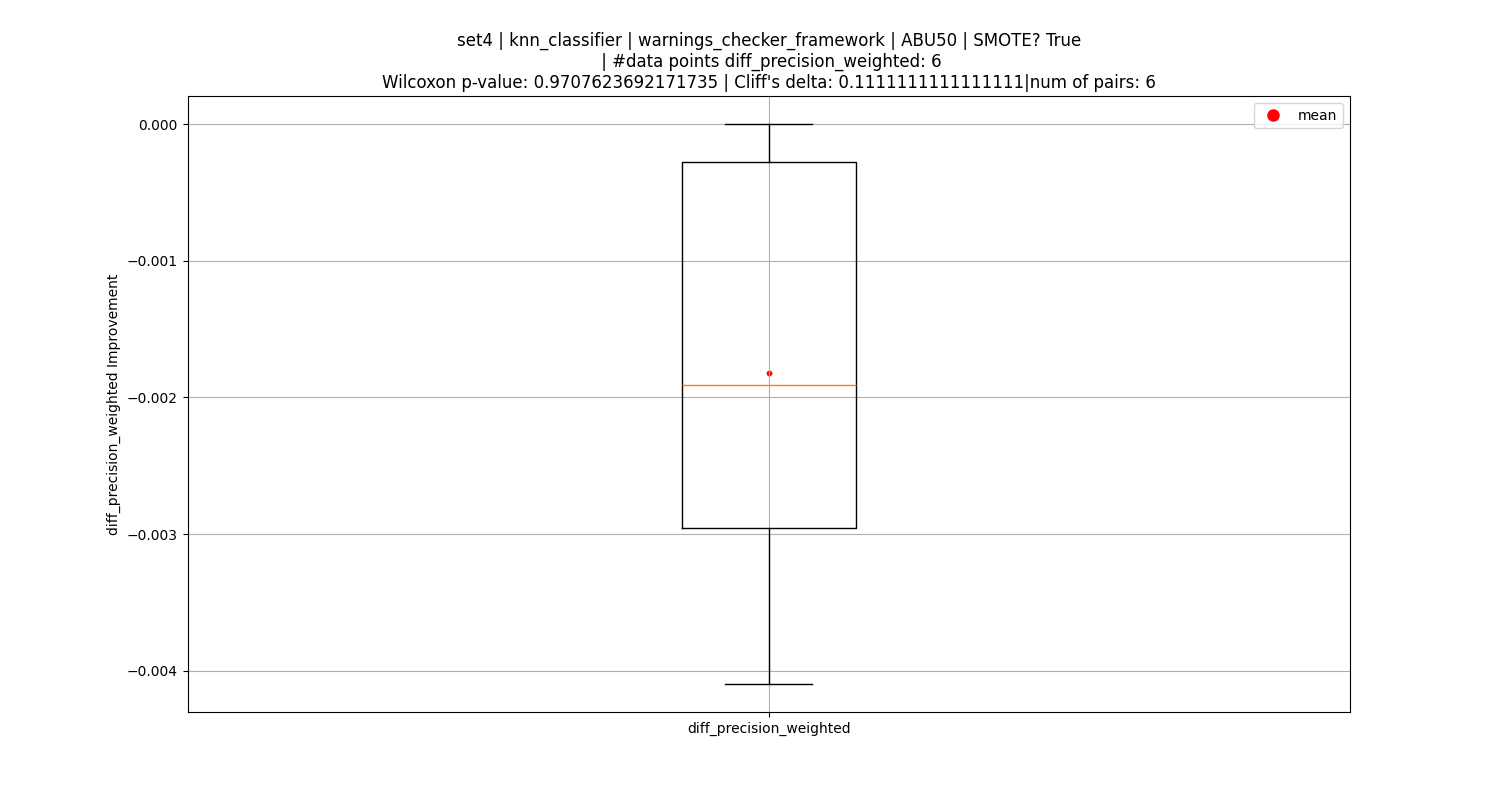 set4 | knn_classifier | warnings_checker_framework | ABU50 | SMOTE? True
| #data points diff_precision_weighted: 6
Wilcoxon p-value: 0.9707623692171735 | Cliff's delta: 0.1111111111111111|num of pairs: 6
mean
0.000
−0.001
−0.002
−0.003
−0.004
diff_precision_weighted Improvement
diff_precision_weighted